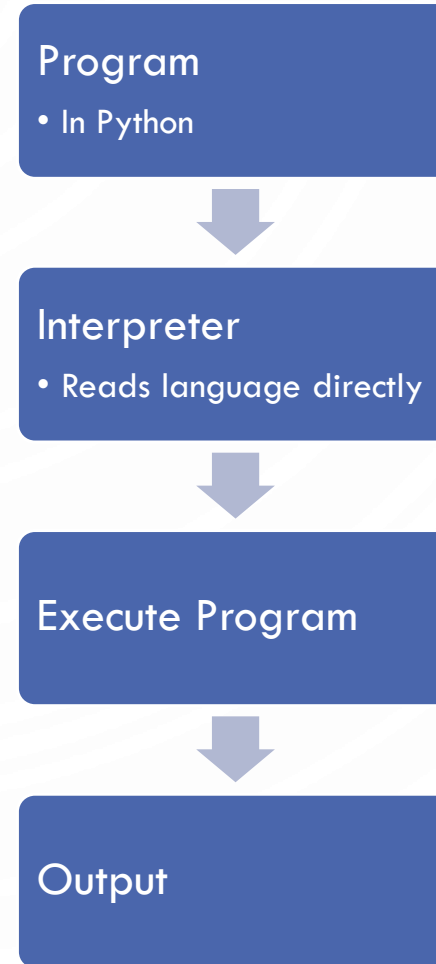 Program
• In Python
Interpreter
• Reads language directly
Execute Program
Output